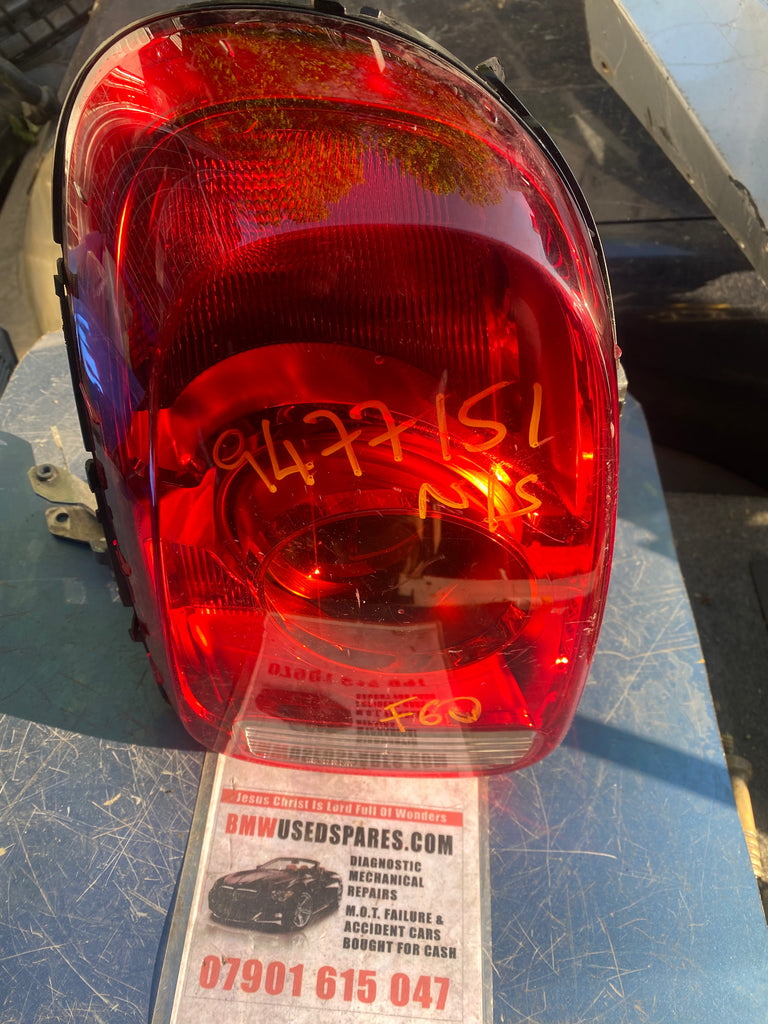 9477151
N/S
F60
Jesus Christ Is Lord Full Of Wonders
BMWUSEDSPARES.COM
DIAGNOSTIC
MECHANICAL
REPAIRS
M.O.T. FAILURE &
ACCIDENT CARS
BOUGHT FOR CASH
07901 615 047